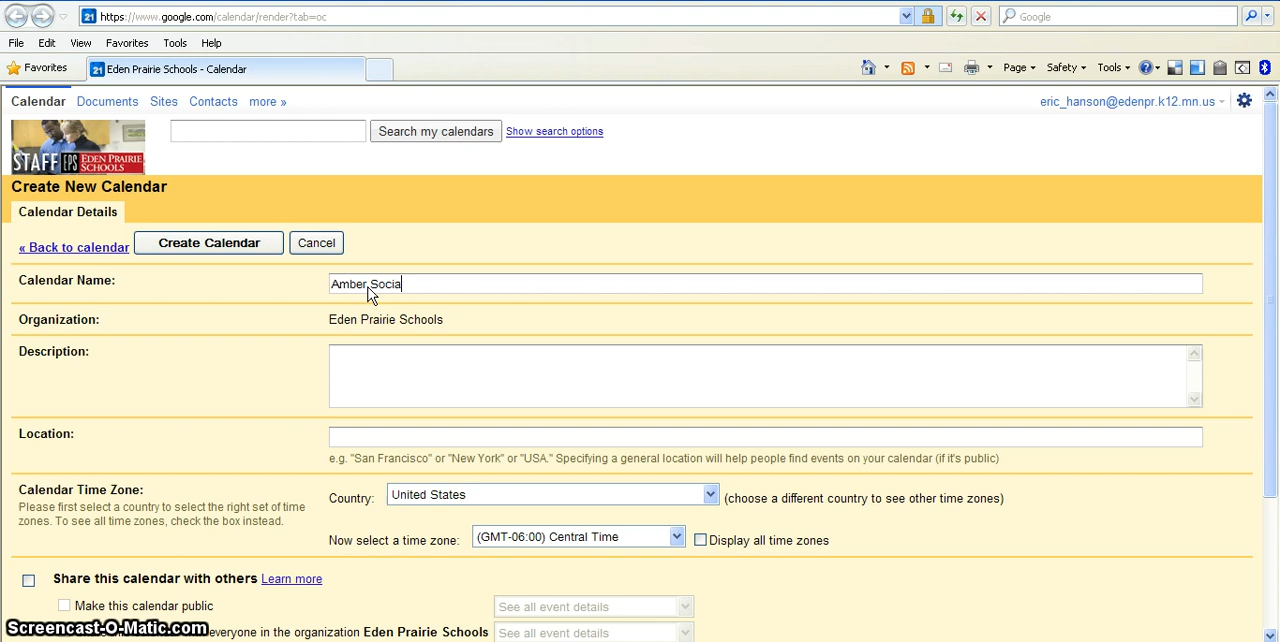 https://www.google.com/calendar/render?tab=oc
Google
File Edit View Favorites Tools Help
Favorites
21 Eden Prairie Schools - Calendar
Page Safety Tools
Calendar Documents Sites Contacts more »
eric_hanson@edenpr.k12.mn.us
Search my calendars Show search options
STAFF EPS EDEN PRAIRIE SCHOOLS
Create New Calendar
Calendar Details
« Back to calendar Create Calendar Cancel
Calendar Name: Amber Socia
Organization: Eden Prairie Schools
Description:
Location:
e.g. "San Francisco" or "New York" or "USA." Specifying a general location will help people find events on your calendar (if it's public)
Calendar Time Zone:
Please first select a country to select the right set of time
zones. To see all time zones, check the box instead.
Country: United States (choose a different country to see other time zones)
Now select a time zone: (GMT-06:00) Central Time Display all time zones
Share this calendar with others Learn more
Make this calendar public See all event details
everyone in the organization Eden Prairie Schools See all event details
Screencast-O-Matic.com